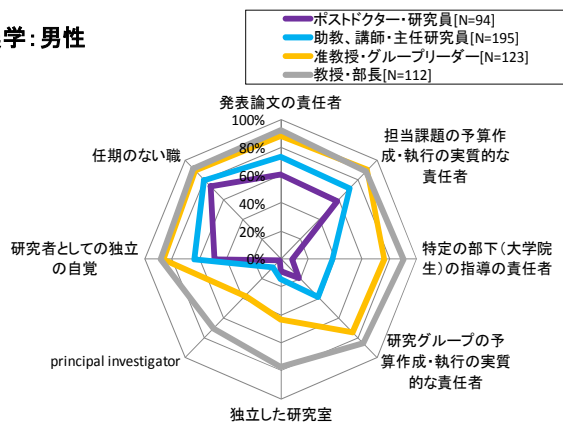 学：男性
ポストドクター・研究員[N=94]
助教、講師・主任研究員[N=195]
准教授・グループリーダー[N=123]
教授・部長[N=112]
発表論文の責任者
担当課題の予算作
成・執行の実質的な
責任者
特定の部下（大学院
生）の指導の責任者
研究グループの予
算作成・執行の実質
的な責任者
独立した研究室
principal investigator
研究者としての独立
の自覚
任期のない職
100%
80%
60%
40%
20%
0%